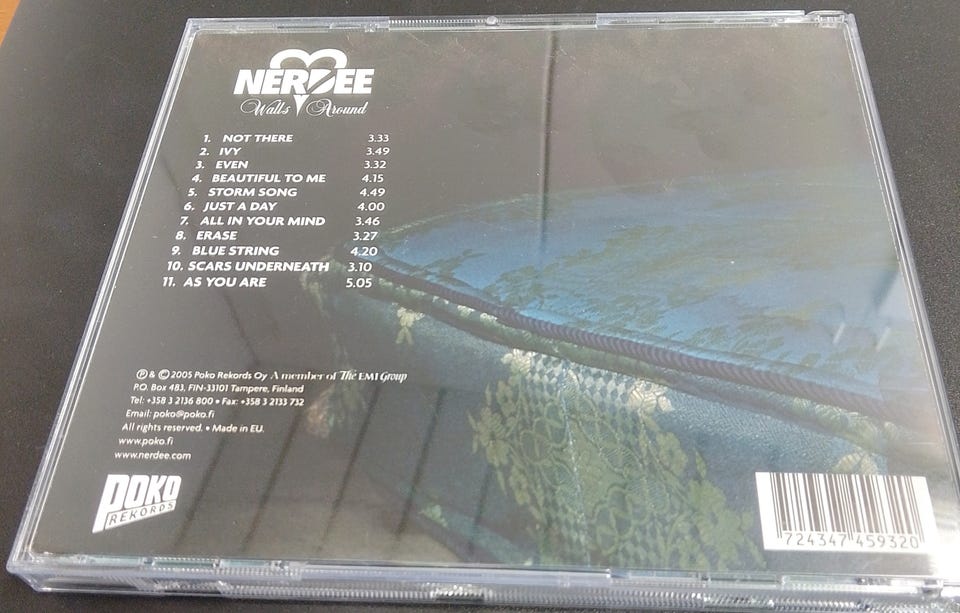 NERDEE
Walls Around
1. NOT THERE 3.33
2. IVY 3.49
3. EVEN 3.32
4. BEAUTIFUL TO ME 4.15
5. STORM SONG 4.49
6. JUST A DAY 4.00
7. ALL IN YOUR MIND 3.46
8. ERASE 3.27
9. BLUE STRING 4.20
10. SCARS UNDERNEATH 3.10
11. AS YOU ARE 5.05
℗ & © 2005 Poko Rekords Oy A member of The EMI Group
P.O. Box 483, FIN-33101 Tampere, Finland
Tel: +358 3 2136 800 • Fax: +358 3 2133 732
Email: poko@poko.fi
All rights reserved. • Made in EU.
www.poko.fi
www.nerdee.com
POKO
REKORDS
7 24347 45932 0